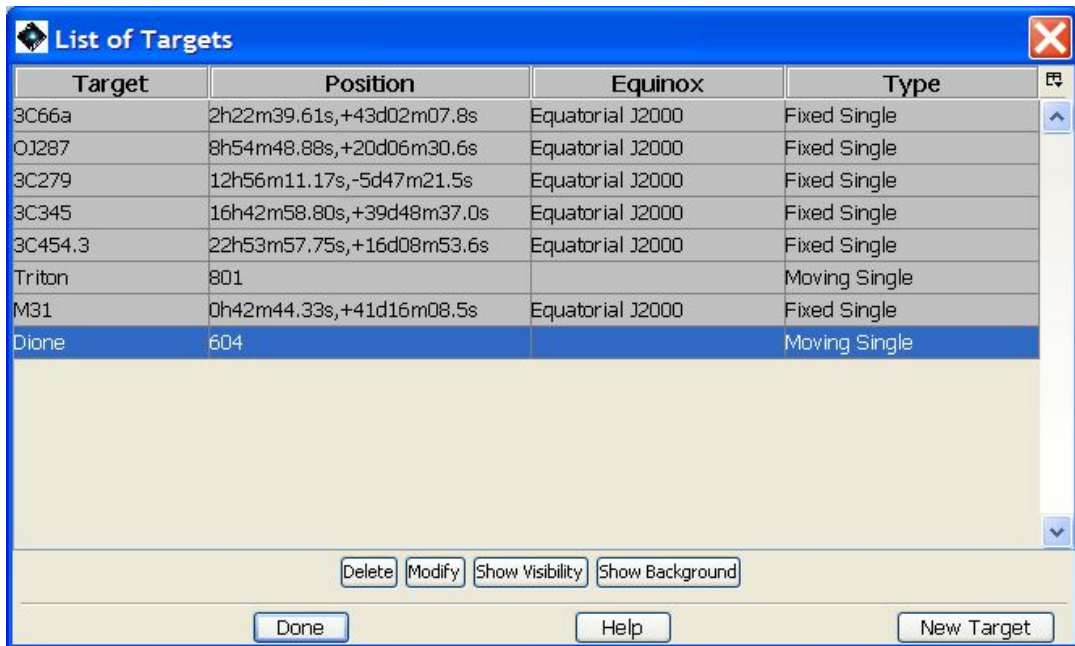 List of Targets
Target Position Equinox Type
3C66a 2h22m39.61s,+43d02m07.8s Equatorial J2000 Fixed Single
OJ287 8h54m48.88s,+20d06m30.6s Equatorial J2000 Fixed Single
3C279 12h56m11.17s,-5d47m21.5s Equatorial J2000 Fixed Single
3C345 16h42m58.80s,+39d48m37.0s Equatorial J2000 Fixed Single
3C454.3 22h53m57.75s,+16d08m53.6s Equatorial J2000 Fixed Single
Triton 801 Moving Single
M31 0h42m44.33s,+41d16m08.5s Equatorial J2000 Fixed Single
Dione 604 Moving Single
Delete Modify Show Visibility Show Background
Done Help New Target